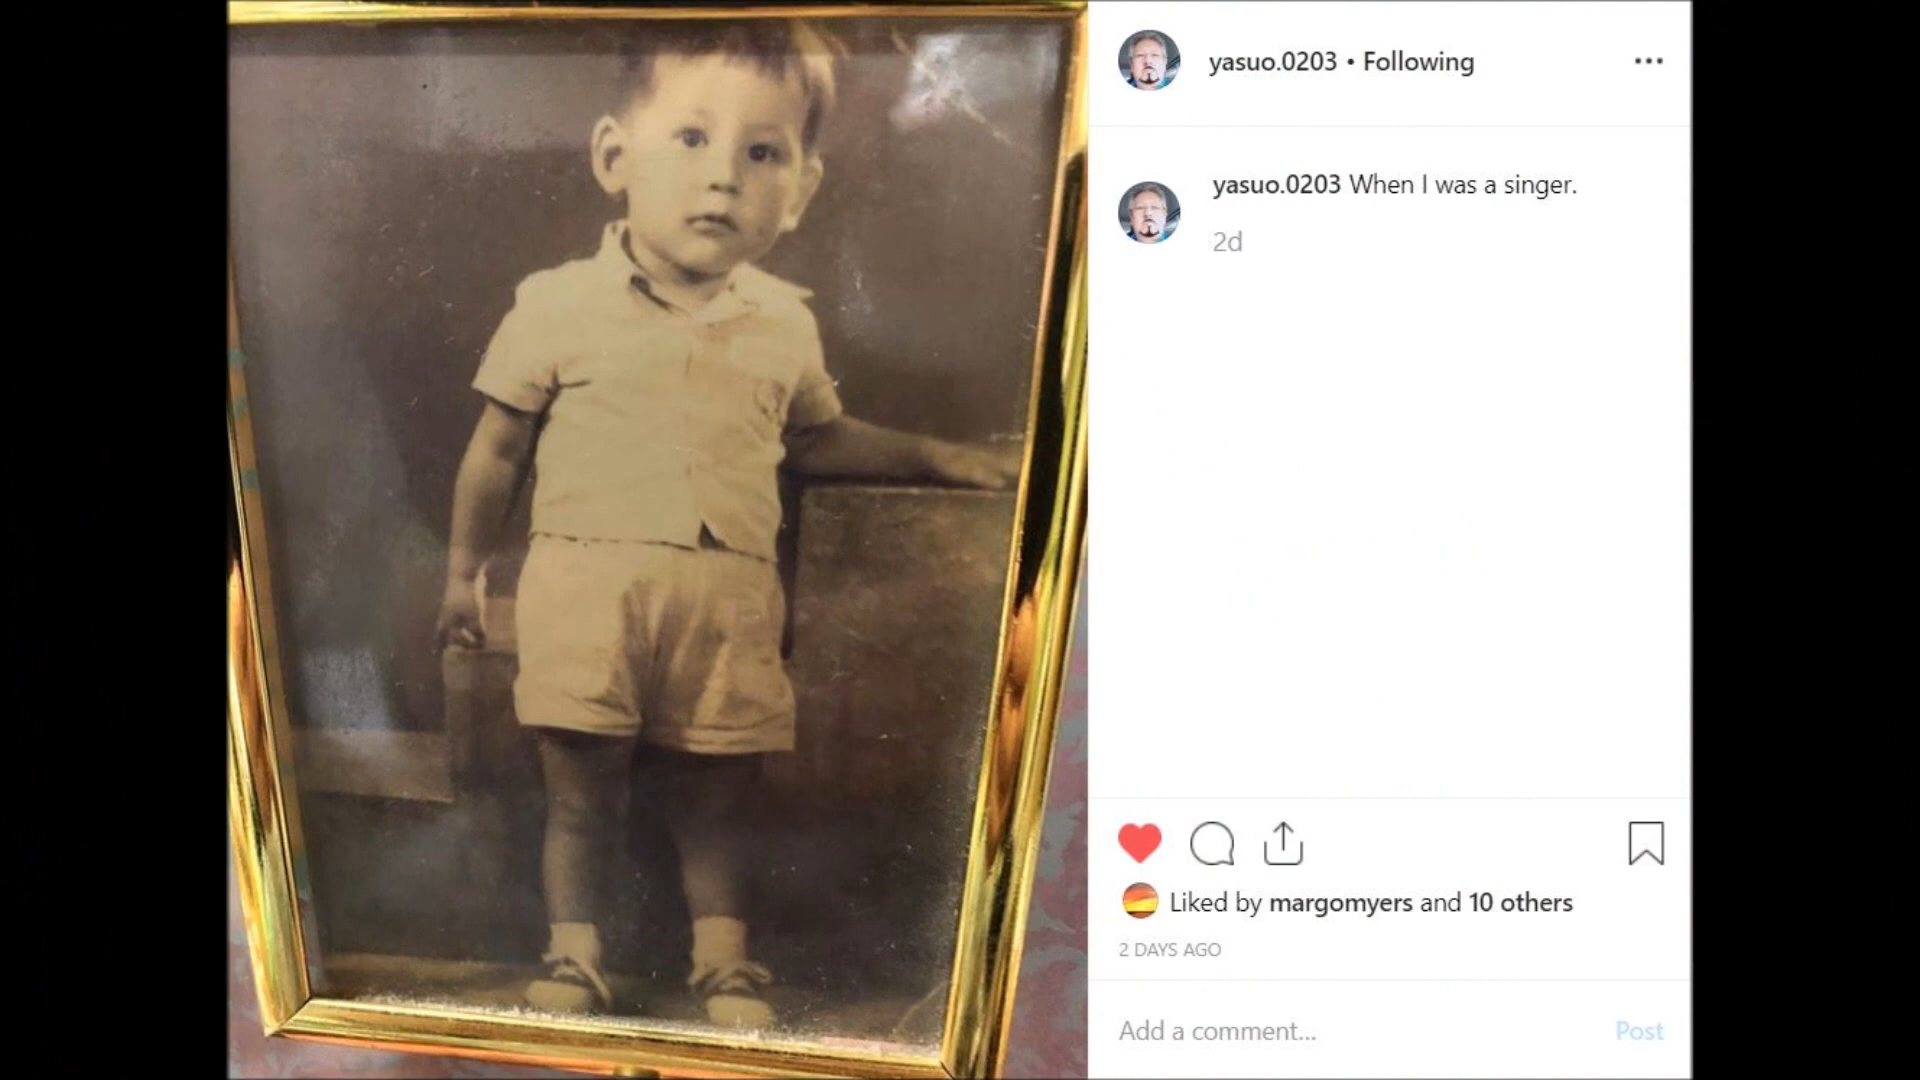 yasuo.0203 • Following
yasuo.0203 When I was a singer.
2d
Liked by margomyers and 10 others
2 DAYS AGO
Add a comment... Post